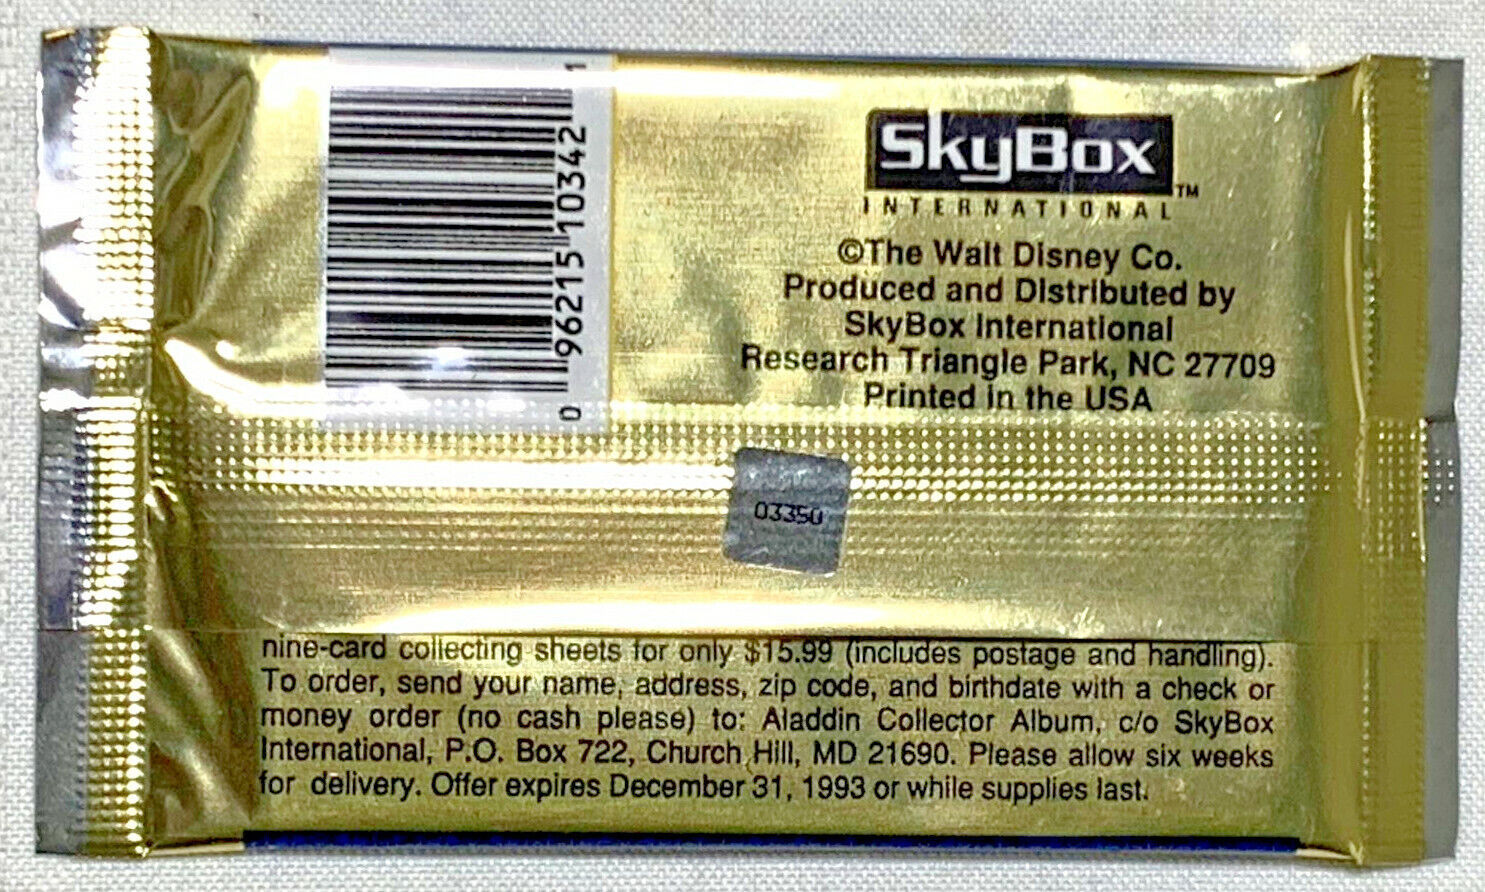 0 96215 10342 1
SkyBox
INTERNATIONAL™
©The Walt Disney Co.
Produced and Distributed by
SkyBox International
Research Triangle Park, NC 27709
Printed in the USA
03350
nine-card collecting sheets for only $15.99 (includes postage and handling).
To order, send your name, address, zip code, and birthdate with a check or
money order (no cash please) to: Aladdin Collector Album, c/o SkyBox
International, P.O. Box 722, Church Hill, MD 21690. Please allow six weeks
for delivery. Offer expires December 31, 1993 or while supplies last.